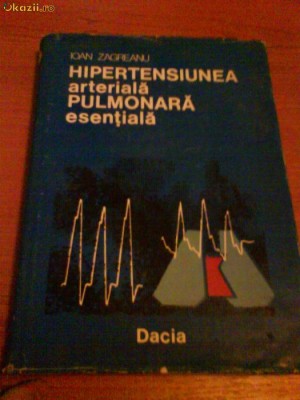 Okazii.ro
IOAN ZAGREANU
HIPERTENSIUNEA
arterială
PULMONARĂ
esențială
Dacia